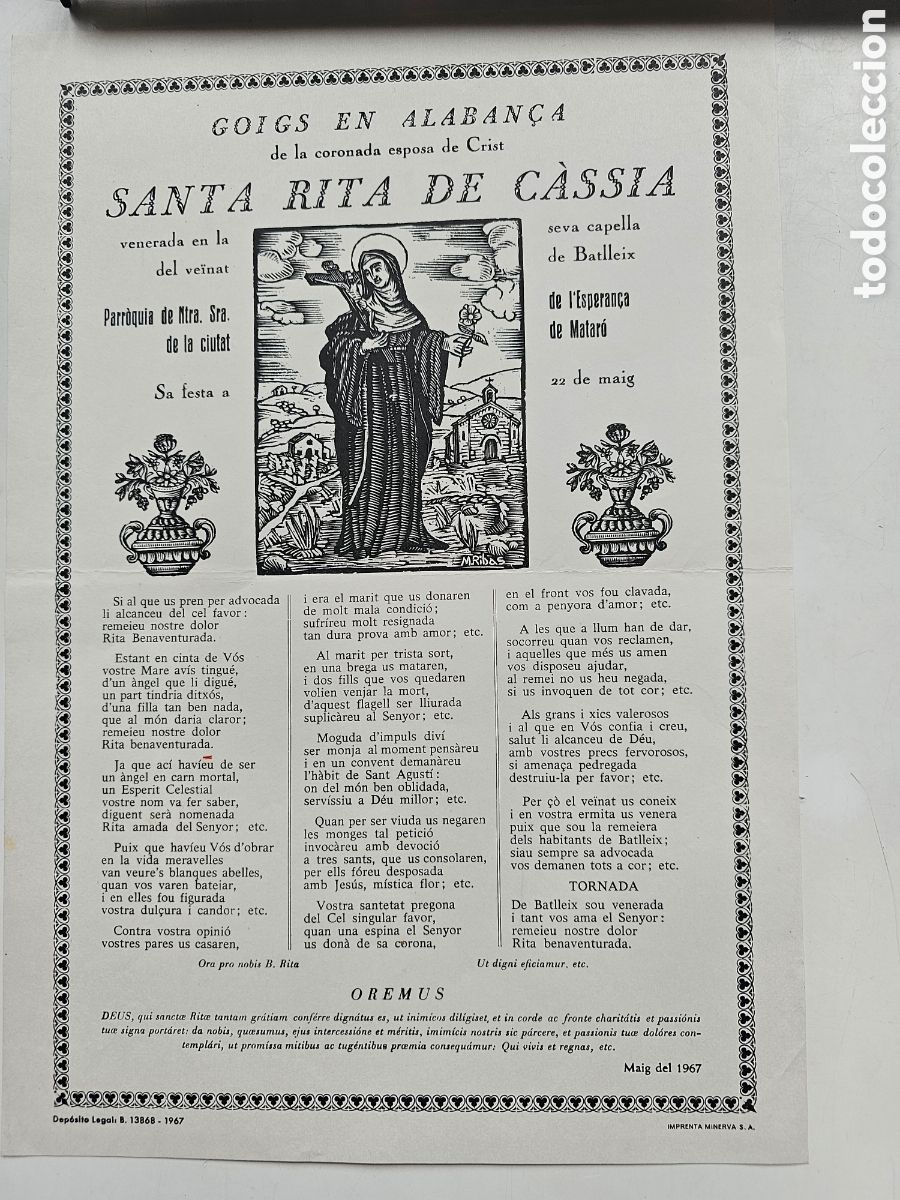 GOIGS EN ALABANÇA
de la coronada esposa de Crist
SANTA RITA DE CÀSSIA
venerada en la seva capella
del veïnat de Batlleix
Parròquia de Ntra. Sra. de l'Esperança
de la ciutat de Mataró
Sa festa a 22 de maig
M.RIBAS
Si al que us pren per advocada
li alcanceu del cel favor:
remeieu nostre dolor
Rita Benaventurada.
Estant en cinta de Vós
vostre Mare avís tingué,
d'un àngel que li digué,
un part tindria ditxós,
d'una filla tan ben nada,
que al món daria claror;
remeieu nostre dolor
Rita benaventurada.
Ja que ací havíeu de ser
un àngel en carn mortal,
un Esperit Celestial
vostre nom va fer saber,
diguent serà nomenada
Rita amada del Senyor; etc.
Puix que havíeu Vós d'obrar
en la vida meravelles
van veure's blanques abelles,
quan vos varen bateiar,
i en elles fou figurada
vostra dulçura i candor; etc.
Contra vostra opinió
vostres pares us casaren,
i era el marit que us donaren
de molt mala condició;
sufríreu molt resignada
tan dura prova amb amor; etc.
Al marit per trista sort,
en una brega us mataren,
i dos fills que vos quedaren
volien venjar la mort,
d'aquest flagell ser lliurada
suplicàreu al Senyor; etc.
Moguda d'impuls diví
ser monja al moment pensàreu
i en un convent demanàreu
l'hàbit de Sant Agustí:
on del món ben oblidada,
servíssiu a Déu millor; etc.
Quan per ser viuda us negaren
les monges tal petició
invocàreu amb devoció
a tres sants, que us consolaren,
per ells fóreu desposada
amb Jesús, mística flor; etc.
Vostra santetat pregona
del Cel singular favor,
quan una espina el Senyor
us donà de sa corona,
en el front vos fou clavada,
com a penyora d'amor; etc.
A les que a llum han de dar,
socorreu quan vos reclamen,
i aquelles que més us amen
vos disposeu ajudar,
al remei no us heu negada,
si us invoquen de tot cor; etc.
Als grans i xics valerosos
i al que en Vós confia i creu,
salut li alcanceu de Déu,
amb vostres precs fervorosos,
si amenaça pedregada
destruiu-la per favor; etc.
Per çò el veïnat us coneix
i en vostra ermita us venera
puix que sou la remeiera
dels habitants de Batlleix;
siau sempre sa advocada
vos demanen tots a cor; etc.
TORNADA
De Batlleix sou venerada
i tant vos ama el Senyor:
remeieu nostre dolor
Rita benaventurada.
Ora pro nobis B. Rita Ut digni eficiamur. etc.
OREMUS
DEUS, qui sanctæ Ritæ tantam grátiam conférre dignátus es, ut inimícos diligiset, et in corde ac fronte charitátis et passiónis
tuæ signa portáret: da nobis, quæsumus, ejus intercessióne et méritis, imimícis nostris sic párcere, et passionis tuæ dolóres con-
templári, ut promíssa mitibus ac tugéntibus præmia consequámur: Qui vivis et regnas, etc.
Maig del 1967
Depósito Legal: B. 13868 - 1967
IMPRENTA MINERVA S. A.
todocoleccion